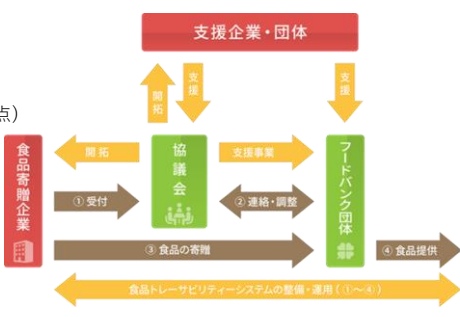 支援企業・団体
開拓
支援
支援
点）
食品寄贈企業
開拓
協議会
支援事業
フードバンク団体
①受付
②連絡・調整
③食品の寄贈
④食品提供
食品トレーサビリティーシステムの整備・運用（①～④）